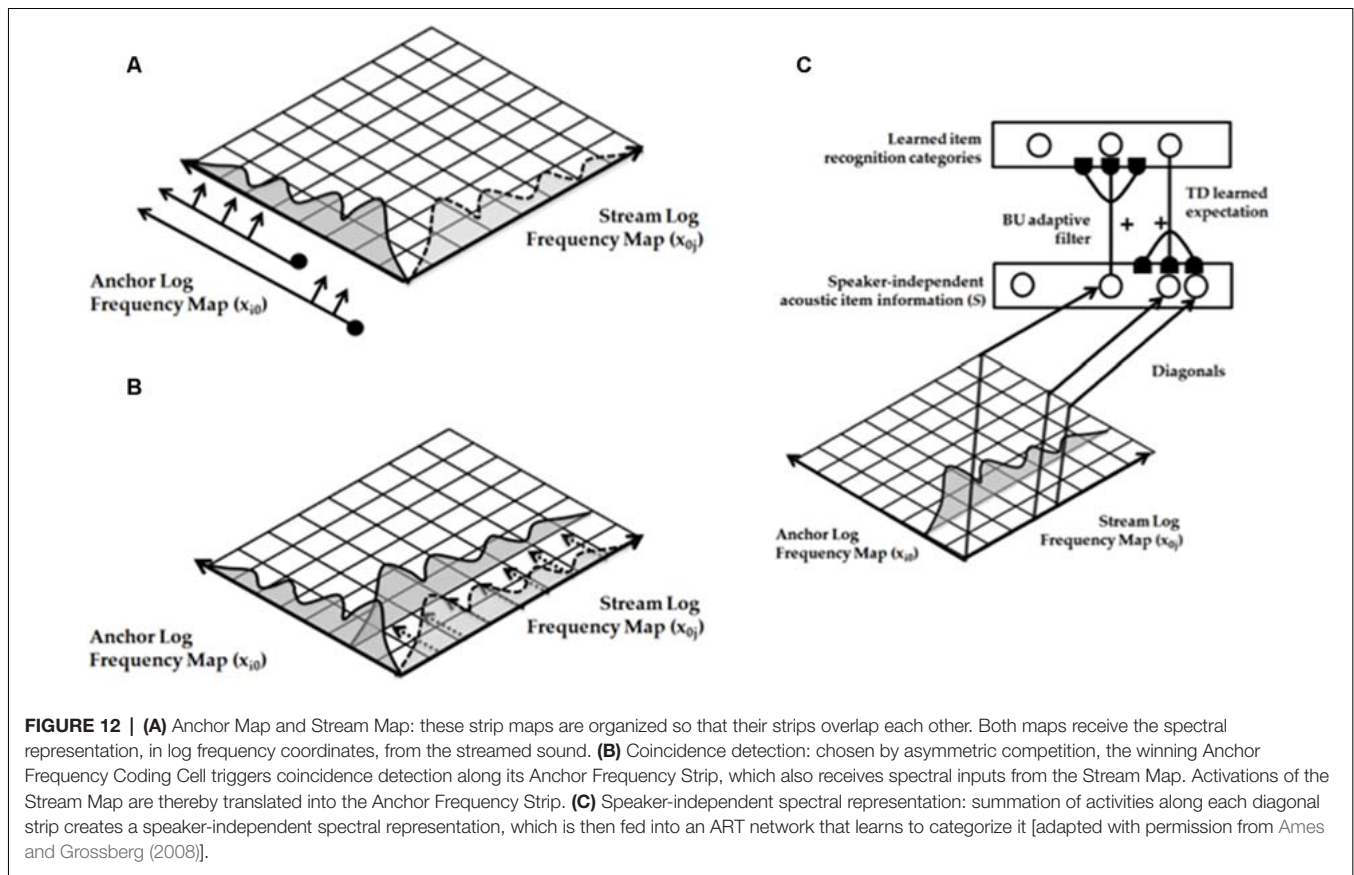 A
Stream Log
Frequency Map (x0j)
Anchor Log
Frequency Map (xi0)
B
Stream Log
Frequency Map (x0j)
Anchor Log
Frequency Map (xi0)
C
Learned item
recognition categories
TD learned
expectation
BU adaptive
filter
+ +
Speaker-independent
acoustic item information (S)
Diagonals
Anchor Log
Frequency Map (xi0)
Stream Log
Frequency Map (x0j)
FIGURE 12 | (A) Anchor Map and Stream Map: these strip maps are organized so that their strips overlap each other. Both maps receive the spectral
representation, in log frequency coordinates, from the streamed sound. (B) Coincidence detection: chosen by asymmetric competition, the winning Anchor
Frequency Coding Cell triggers coincidence detection along its Anchor Frequency Strip, which also receives spectral inputs from the Stream Map. Activations of the
Stream Map are thereby translated into the Anchor Frequency Strip. (C) Speaker-independent spectral representation: summation of activities along each diagonal
strip creates a speaker-independent spectral representation, which is then fed into an ART network that learns to categorize it [adapted with permission from Ames
and Grossberg (2008)].